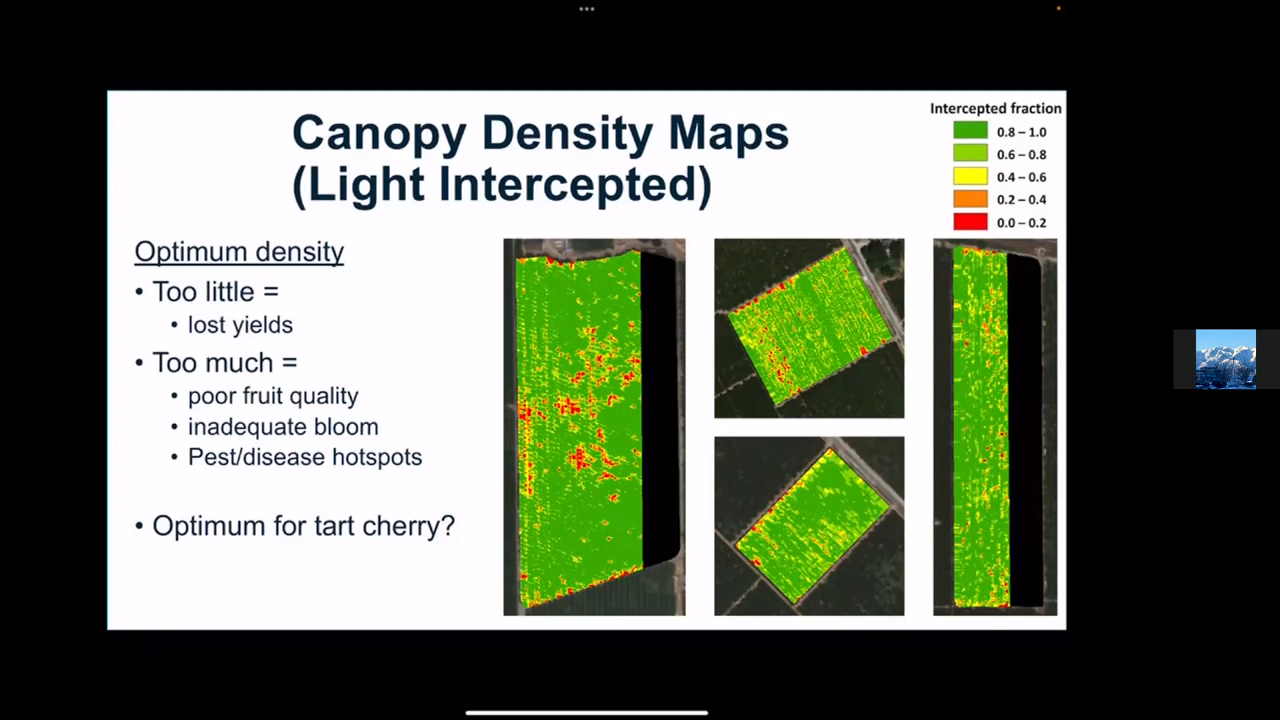 Canopy Density Maps
(Light Intercepted)
Intercepted fraction
0.8 – 1.0
0.6 – 0.8
0.4 – 0.6
0.2 – 0.4
0.0 – 0.2
Optimum density
• Too little =
• lost yields
• Too much =
• poor fruit quality
• inadequate bloom
• Pest/disease hotspots
• Optimum for tart cherry?